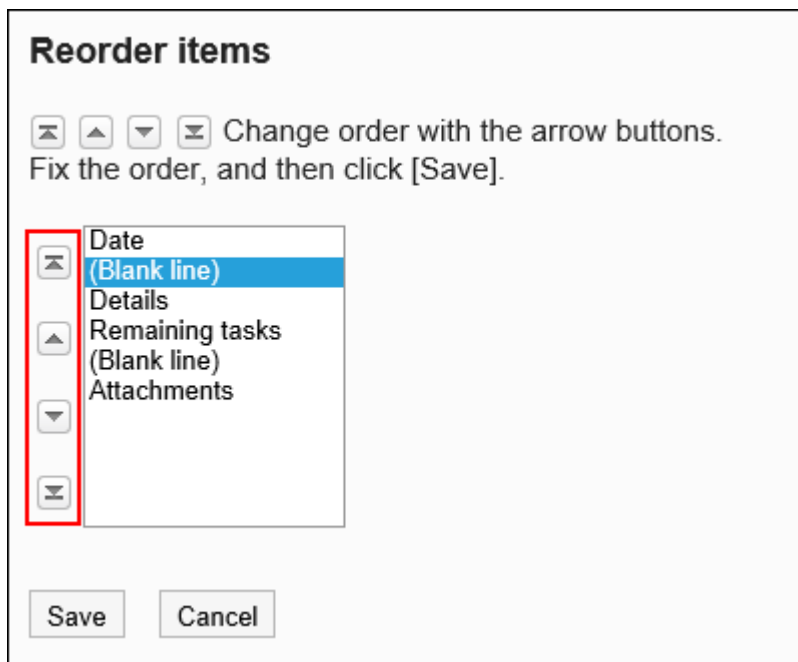 Reorder items
Change order with the arrow buttons.
Fix the order, and then click [Save].
Date
(Blank line)
Details
Remaining tasks
(Blank line)
Attachments
Save
Cancel